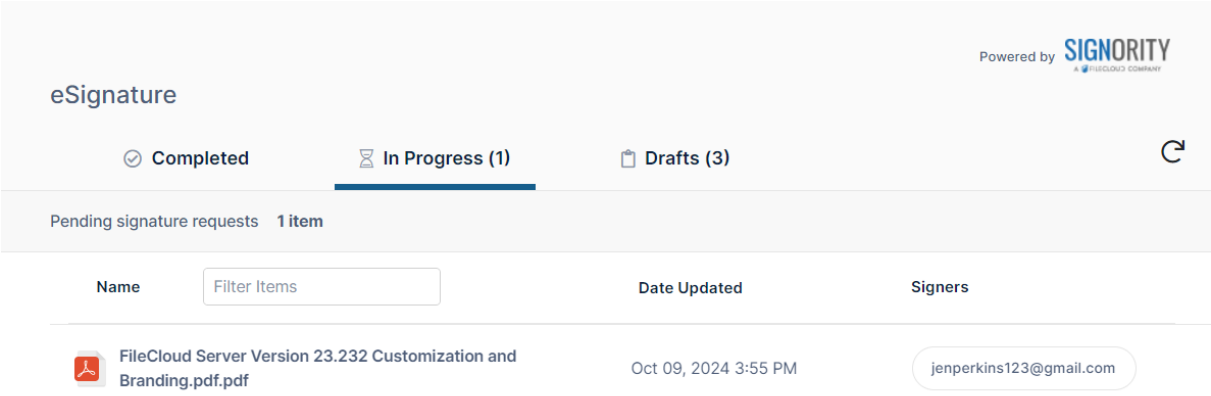 Powered by SIGNORITY
A FILECLOUD COMPANY
eSignature
Completed
In Progress (1)
Drafts (3)
Pending signature requests 1 item
Name
Filter Items
Date Updated
Signers
FileCloud Server Version 23.232 Customization and
Branding.pdf.pdf
Oct 09, 2024 3:55 PM
jenperkins123@gmail.com